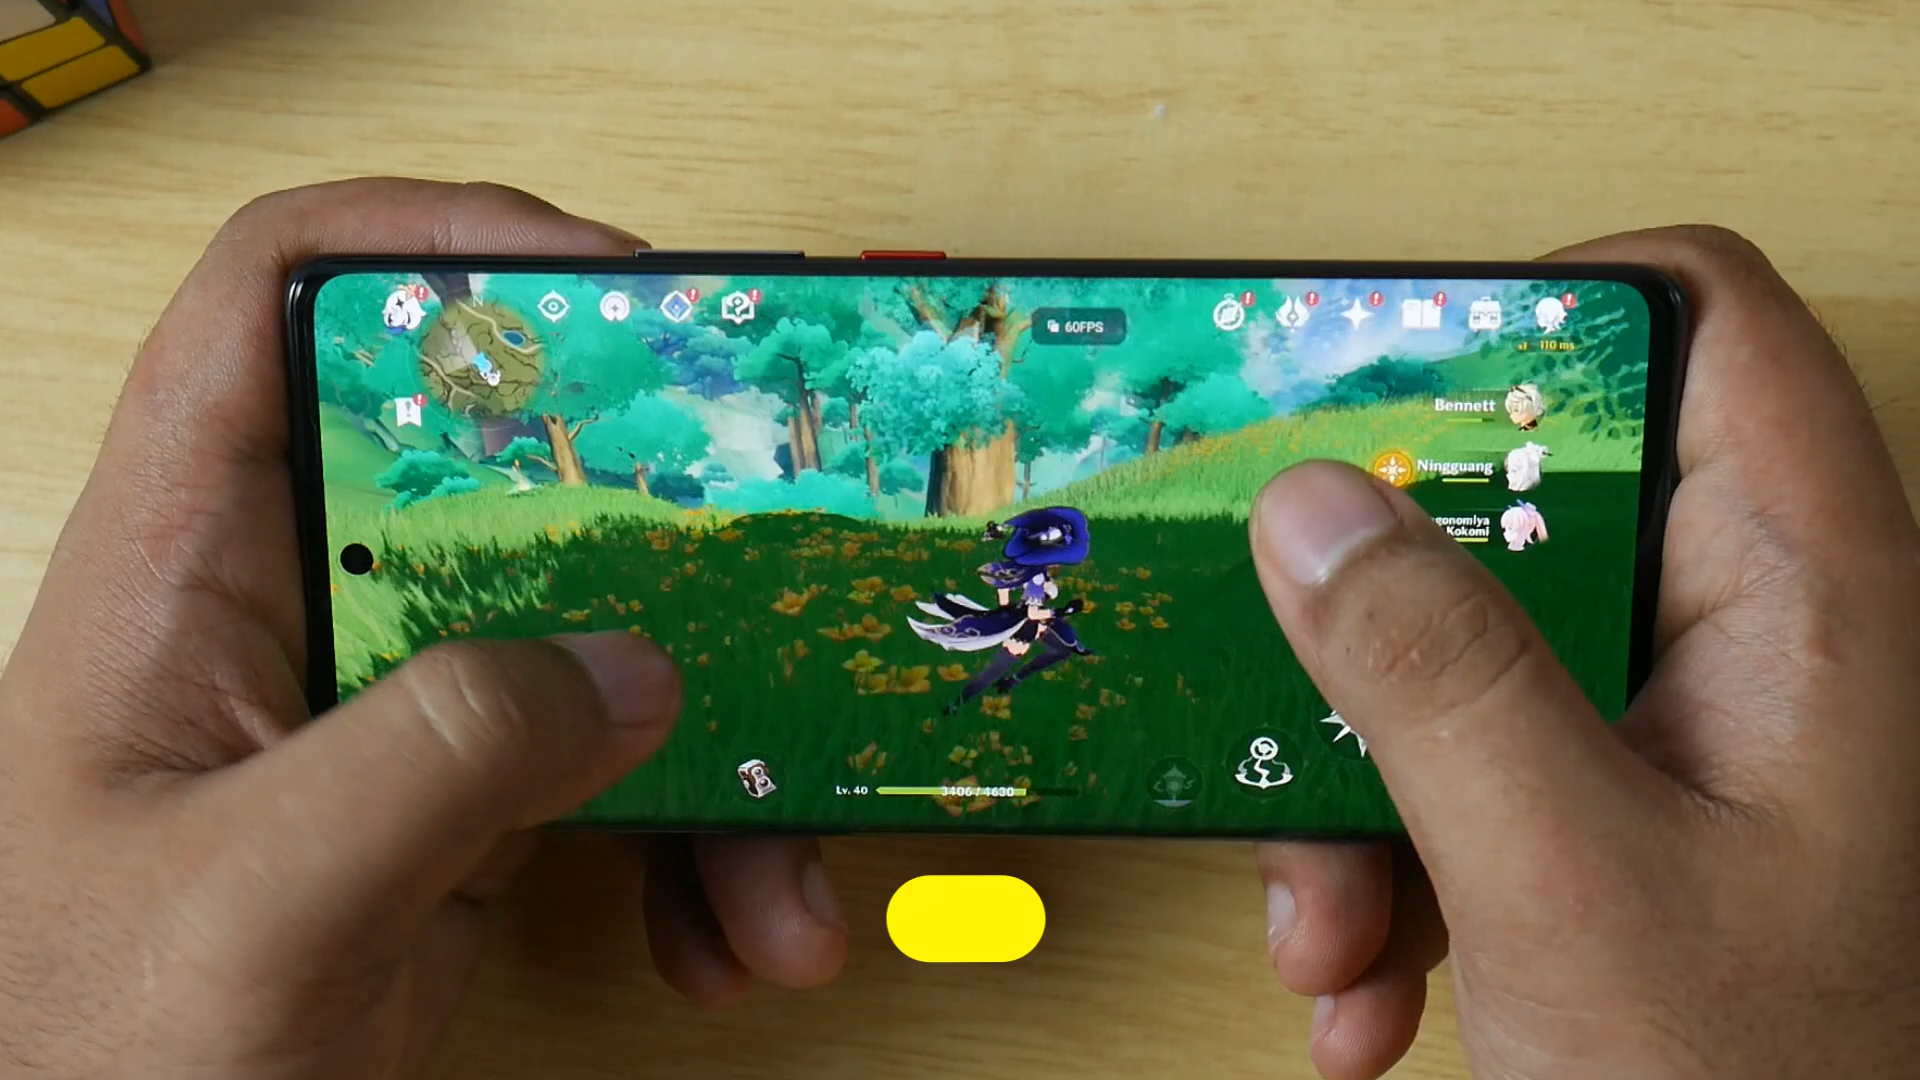 N
60FPS
110 ms
Bennett
Ningguang
Kokomi
Lv. 40
3406 / 4630